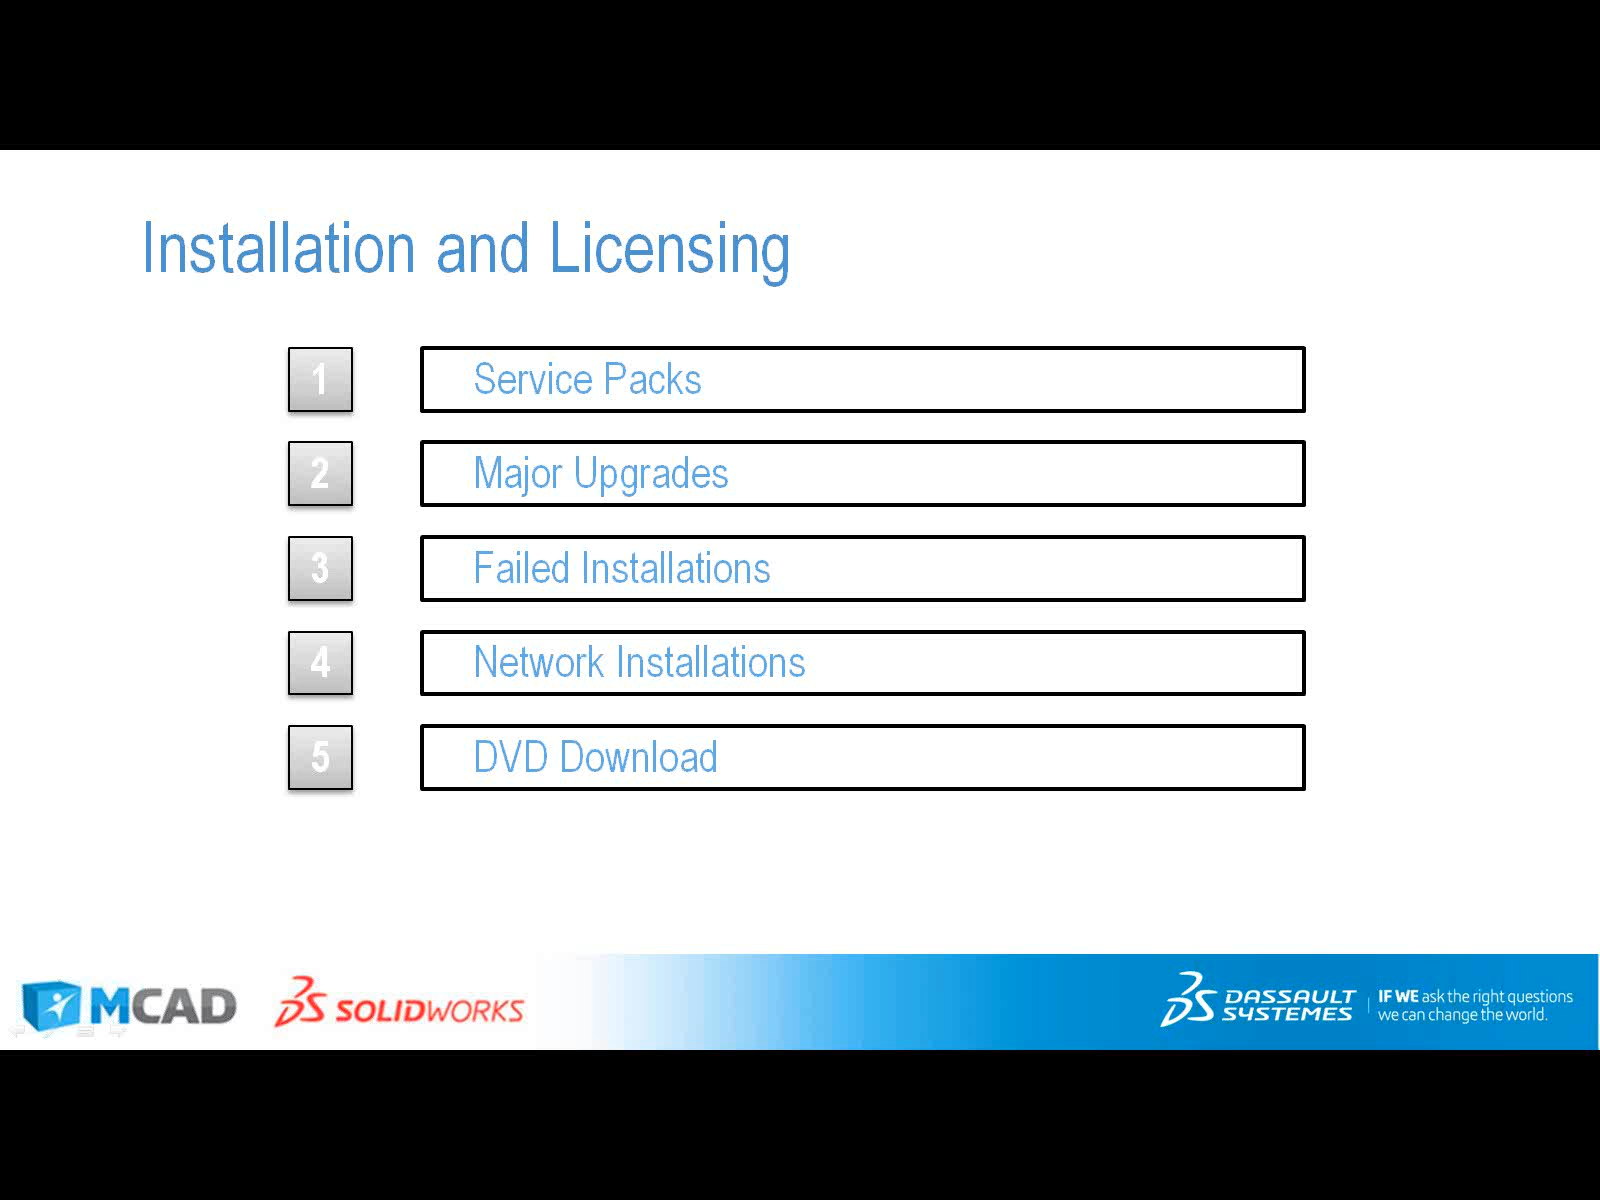 Installation and Licensing
1 Service Packs
2 Major Upgrades
3 Failed Installations
4 Network Installations
5 DVD Download
MCAD
SOLIDWORKS
DASSAULT
SYSTEMES
IF WE ask the right questions
we can change the world.